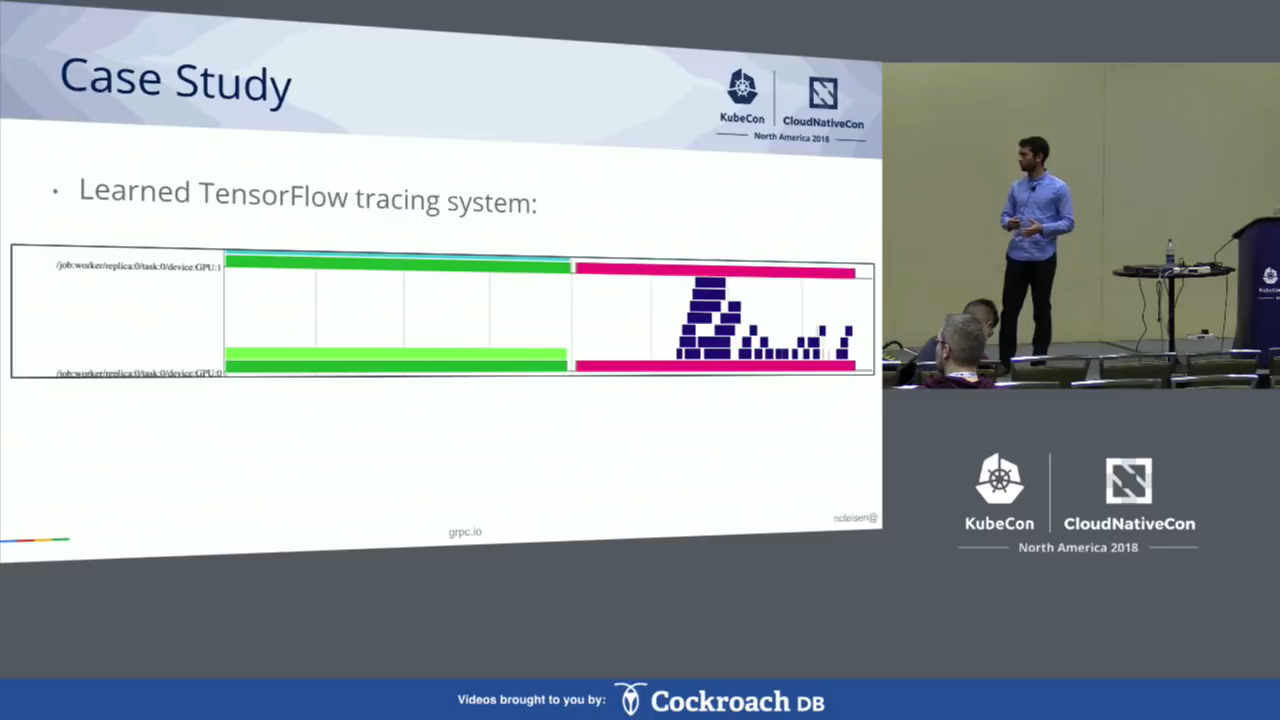 Case Study
KubeCon
CloudNativeCon
North America 2018
• Learned TensorFlow tracing system:
/job:worker/replica:0/task:0/device:GPU:1
/job:worker/replica:0/task:0/device:GPU:0
grpc.io
ncteisen@
KubeCon
KubeCon
CloudNativeCon
North America 2018
Videos brought to you by:
Cockroach DB